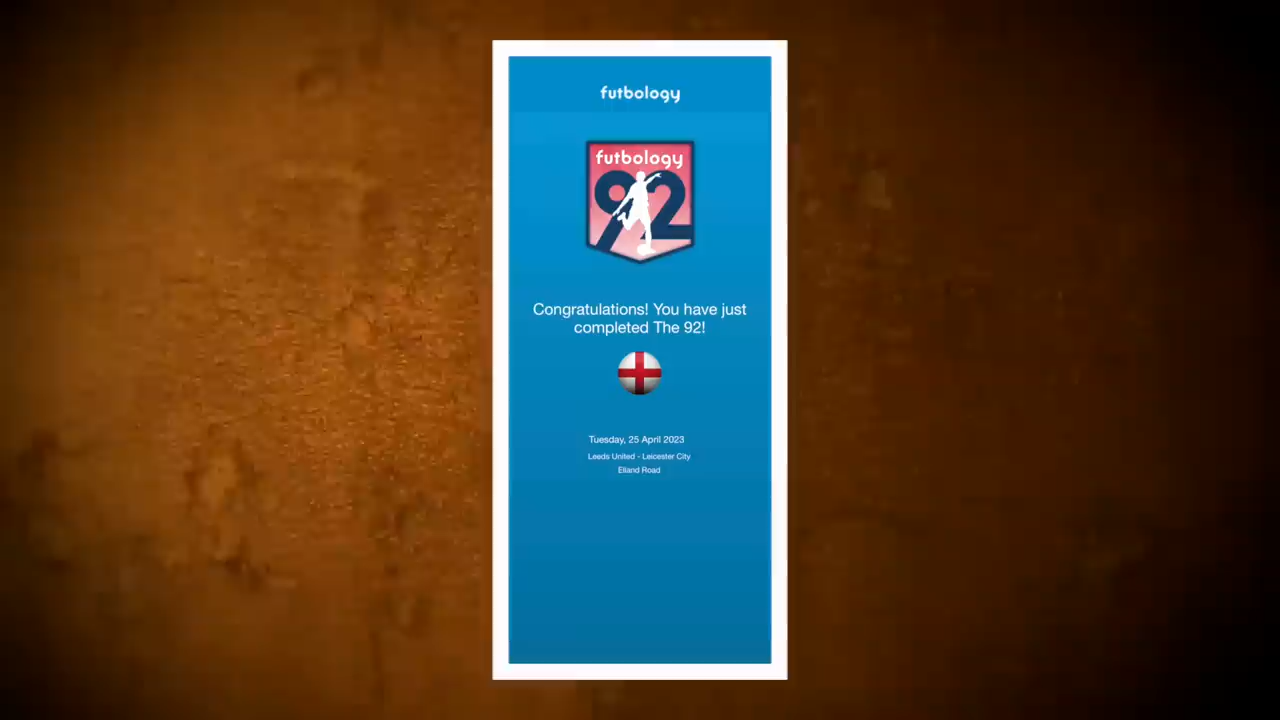 futbology
futbology
92
Congratulations! You have just
completed The 92!
Tuesday, 25 April 2023
Leeds United - Leicester City
Elland Road